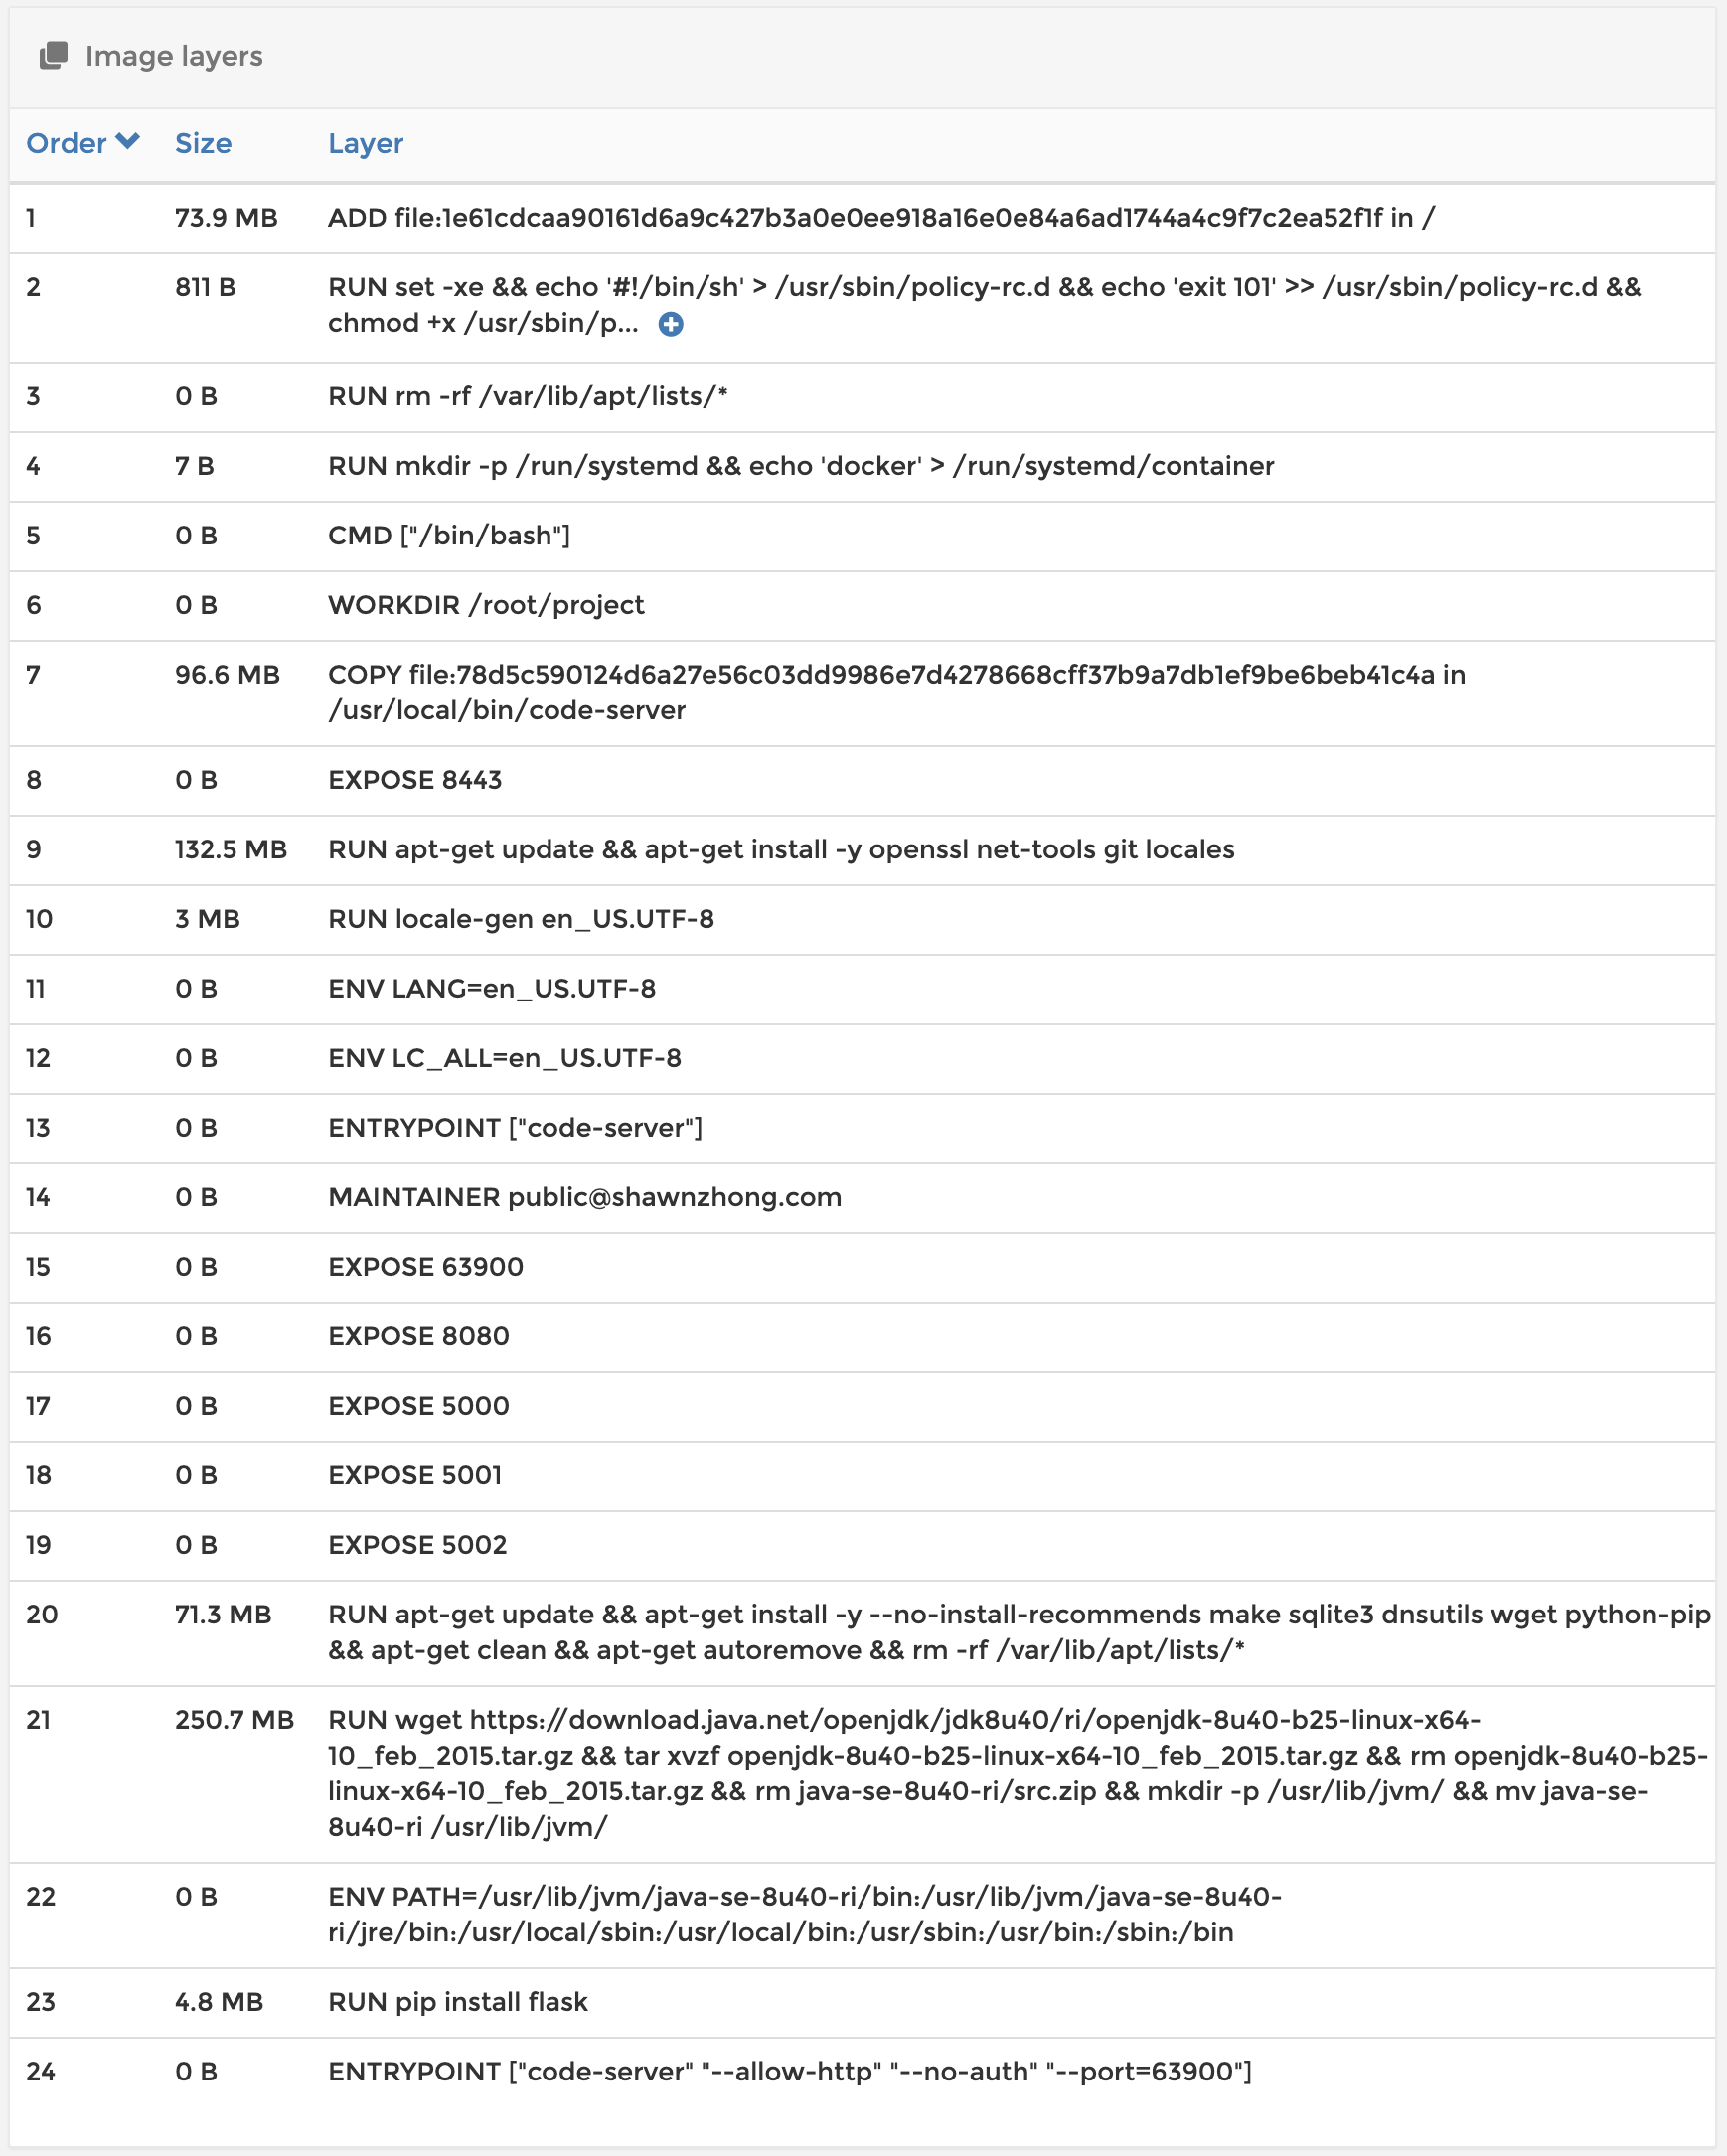 Image layers
Order Size Layer
1 73.9 MB ADD file:1e61cdcaa90161d6a9c427b3a0e0ee918a16e0e84a6ad1744a4c9f7c2ea52f1f in /
2 811 B RUN set -xe && echo '#!/bin/sh' > /usr/sbin/policy-rc.d && echo 'exit 101' >> /usr/sbin/policy-rc.d &&
chmod +x /usr/sbin/p...
3 0 B RUN rm -rf /var/lib/apt/lists/*
4 7 B RUN mkdir -p /run/systemd && echo 'docker' > /run/systemd/container
5 0 B CMD ["/bin/bash"]
6 0 B WORKDIR /root/project
7 96.6 MB COPY file:78d5c590124d6a27e56c03dd9986e7d4278668cff37b9a7db1ef9be6beb41c4a in
/usr/local/bin/code-server
8 0 B EXPOSE 8443
9 132.5 MB RUN apt-get update && apt-get install -y openssl net-tools git locales
10 3 MB RUN locale-gen en_US.UTF-8
11 0 B ENV LANG=en_US.UTF-8
12 0 B ENV LC_ALL=en_US.UTF-8
13 0 B ENTRYPOINT ["code-server"]
14 0 B MAINTAINER public@shawnzhong.com
15 0 B EXPOSE 63900
16 0 B EXPOSE 8080
17 0 B EXPOSE 5000
18 0 B EXPOSE 5001
19 0 B EXPOSE 5002
20 71.3 MB RUN apt-get update && apt-get install -y --no-install-recommends make sqlite3 dnsutils wget python-pip
&& apt-get clean && apt-get autoremove && rm -rf /var/lib/apt/lists/*
21 250.7 MB RUN wget https://download.java.net/openjdk/jdk8u40/ri/openjdk-8u40-b25-linux-x64-
10_feb_2015.tar.gz && tar xvzf openjdk-8u40-b25-linux-x64-10_feb_2015.tar.gz && rm openjdk-8u40-b25-
linux-x64-10_feb_2015.tar.gz && rm java-se-8u40-ri/src.zip && mkdir -p /usr/lib/jvm/ && mv java-se-
8u40-ri /usr/lib/jvm/
22 0 B ENV PATH=/usr/lib/jvm/java-se-8u40-ri/bin:/usr/lib/jvm/java-se-8u40-
ri/jre/bin:/usr/local/sbin:/usr/local/bin:/usr/sbin:/usr/bin:/sbin:/bin
23 4.8 MB RUN pip install flask
24 0 B ENTRYPOINT ["code-server" "--allow-http" "--no-auth" "--port=63900"]